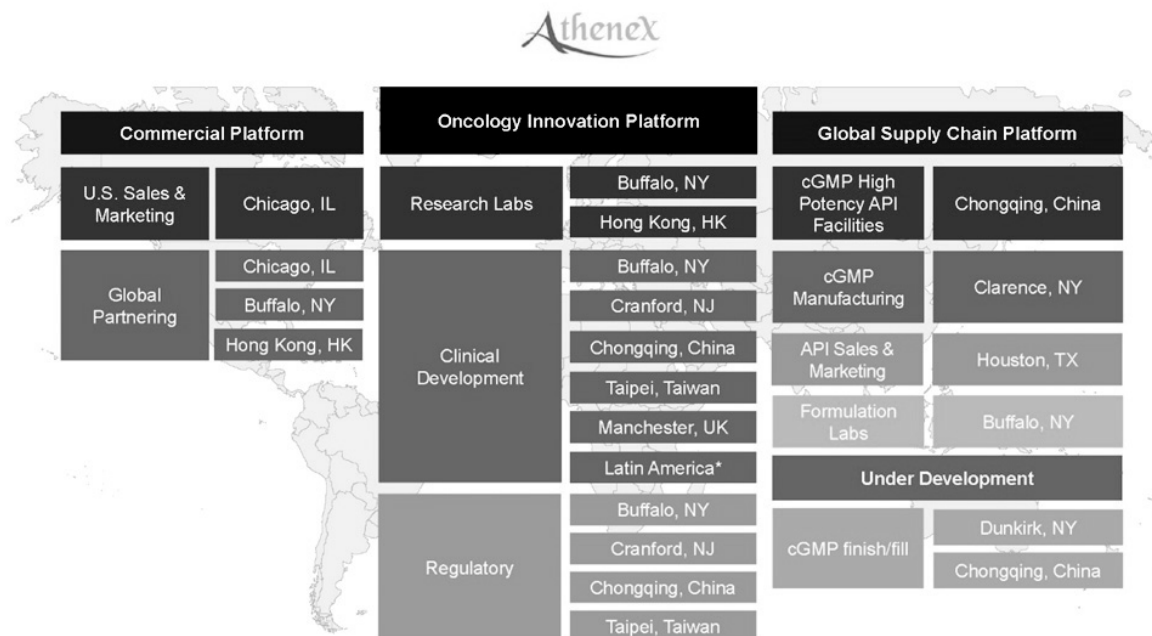 Athenex
Commercial Platform
U.S. Sales &
Marketing
Chicago, IL
Global
Partnering
Chicago, IL
Buffalo, NY
Hong Kong, HK
Oncology Innovation Platform
Research Labs
Buffalo, NY
Hong Kong, HK
Clinical
Development
Buffalo, NY
Cranford, NJ
Chongqing, China
Taipei, Taiwan
Manchester, UK
Latin America*
Regulatory
Buffalo, NY
Cranford, NJ
Chongqing, China
Taipei, Taiwan
Global Supply Chain Platform
cGMP High
Potency API
Facilities
Chongqing, China
cGMP
Manufacturing
Clarence, NY
API Sales &
Marketing
Houston, TX
Formulation
Labs
Buffalo, NY
Under Development
cGMP finish/fill
Dunkirk, NY
Chongqing, China